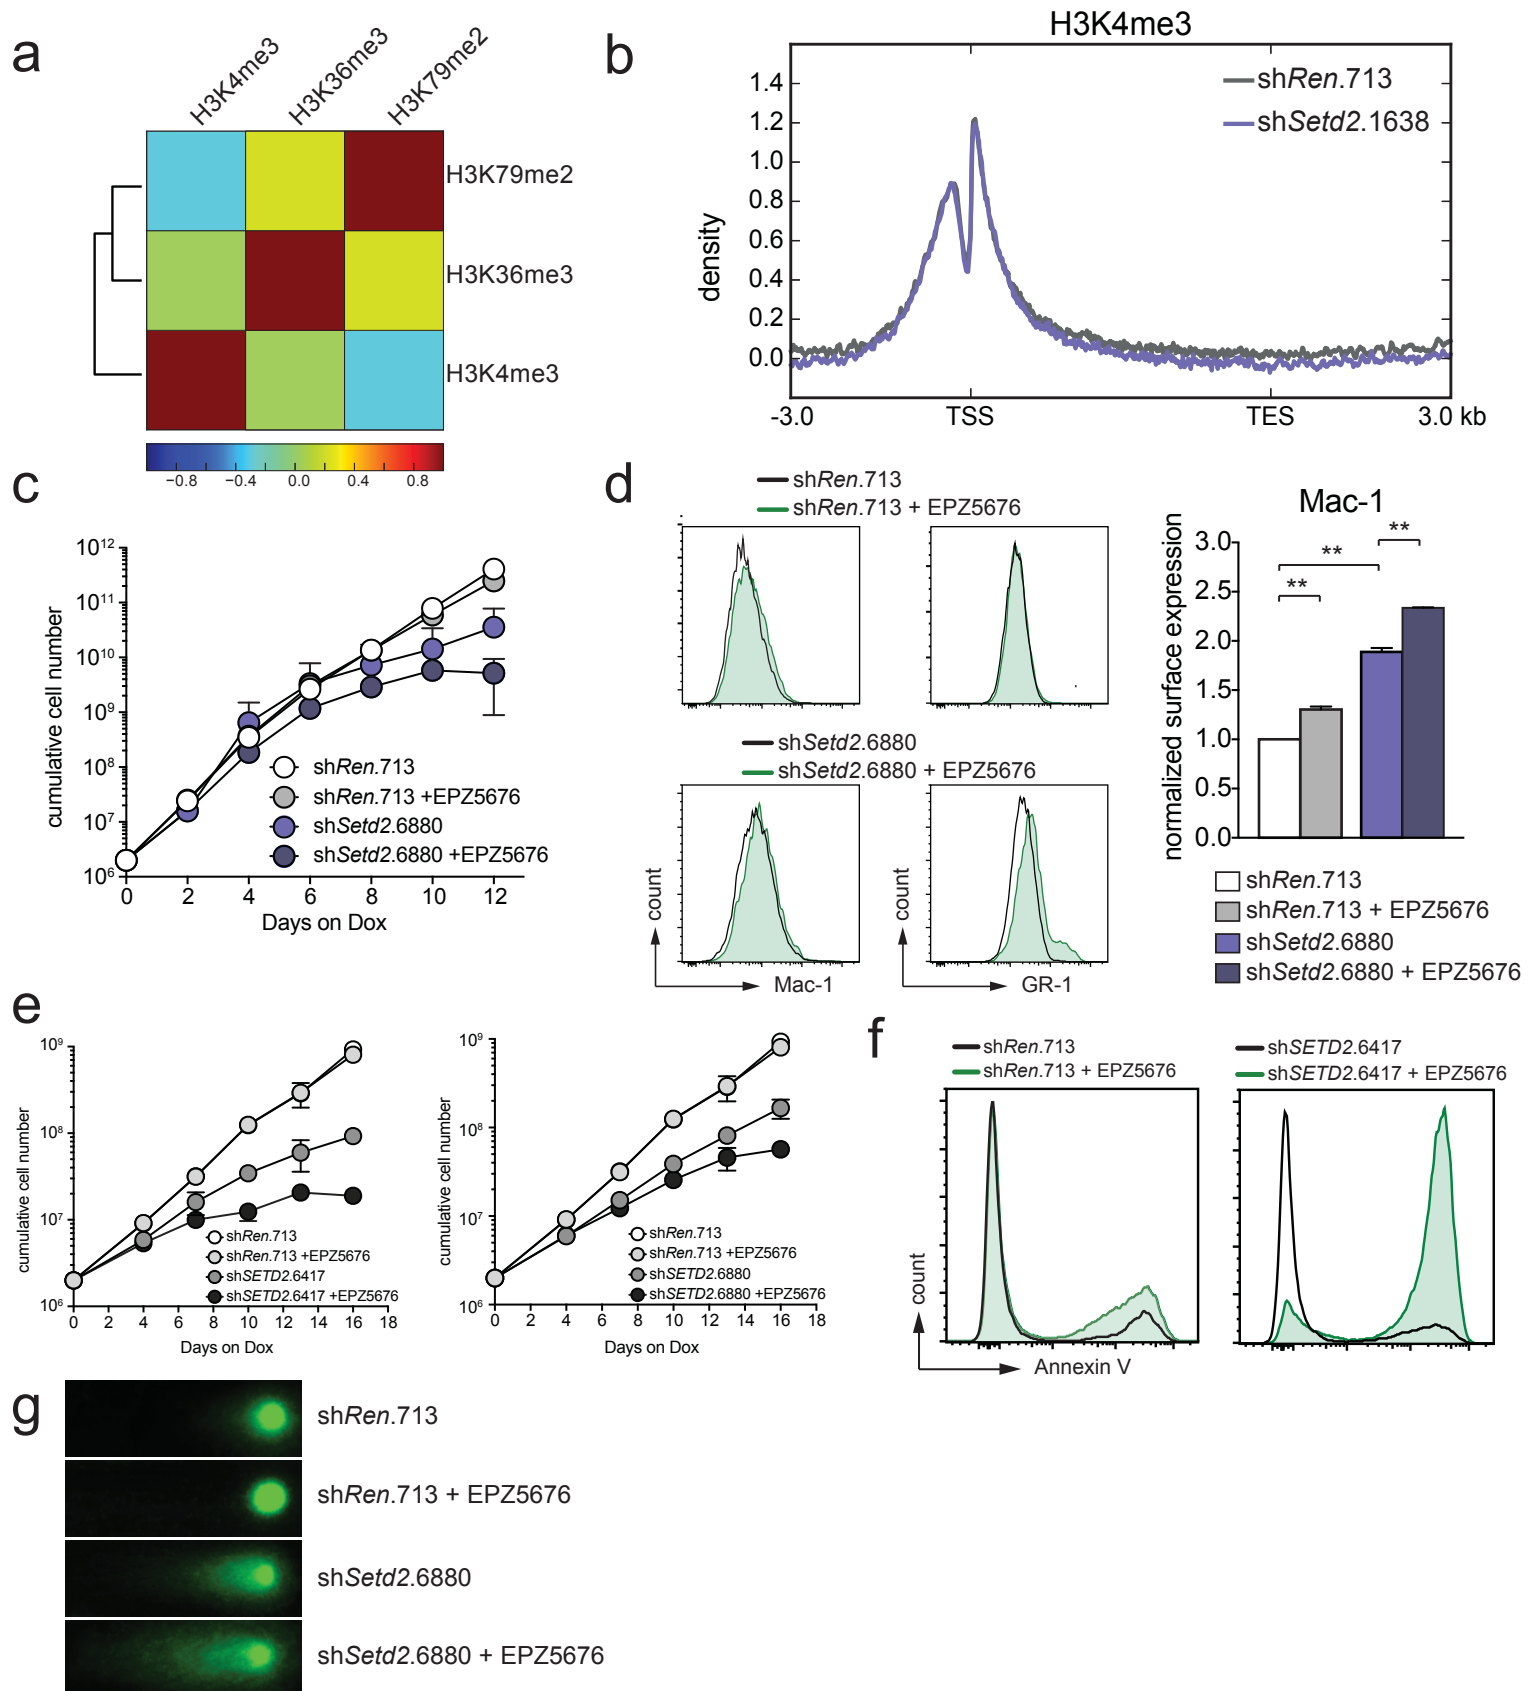 a
H3K4me3
H3K36me3
H3K79me2
H3K79me2
H3K36me3
H3K4me3
−0.8 −0.4 0.0 0.4 0.8
b
H3K4me3
shRen.713
shSetd2.1638
density
1.4
1.2
1.0
0.8
0.6
0.4
0.2
0.0
-3.0 TSS TES 3.0 kb
c
cumulative cell number
10¹²
10¹¹
10¹⁰
10⁹
10⁸
10⁷
10⁶
shRen.713
shRen.713 +EPZ5676
shSetd2.6880
shSetd2.6880 +EPZ5676
0 2 4 6 8 10 12
Days on Dox
d
shRen.713
shRen.713 + EPZ5676
shSetd2.6880
shSetd2.6880 + EPZ5676
count
Mac-1
count
GR-1
Mac-1
normalized surface expression
3.0
2.5
2.0
1.5
1.0
0.5
0.0
**
**
**
shRen.713
shRen.713 + EPZ5676
shSetd2.6880
shSetd2.6880 + EPZ5676
e
cumulative cell number
10⁹
10⁸
10⁷
10⁶
shRen.713
shRen.713 +EPZ5676
shSETD2.6417
shSETD2.6417 +EPZ5676
0 2 4 6 8 10 12 14 16 18
Days on Dox
cumulative cell number
10⁹
10⁸
10⁷
10⁶
shRen.713
shRen.713 +EPZ5676
shSETD2.6880
shSETD2.6880 +EPZ5676
0 2 4 6 8 10 12 14 16 18
Days on Dox
f
shRen.713
shRen.713 + EPZ5676
shSETD2.6417
shSETD2.6417 + EPZ5676
count
Annexin V
g
shRen.713
shRen.713 + EPZ5676
shSetd2.6880
shSetd2.6880 + EPZ5676